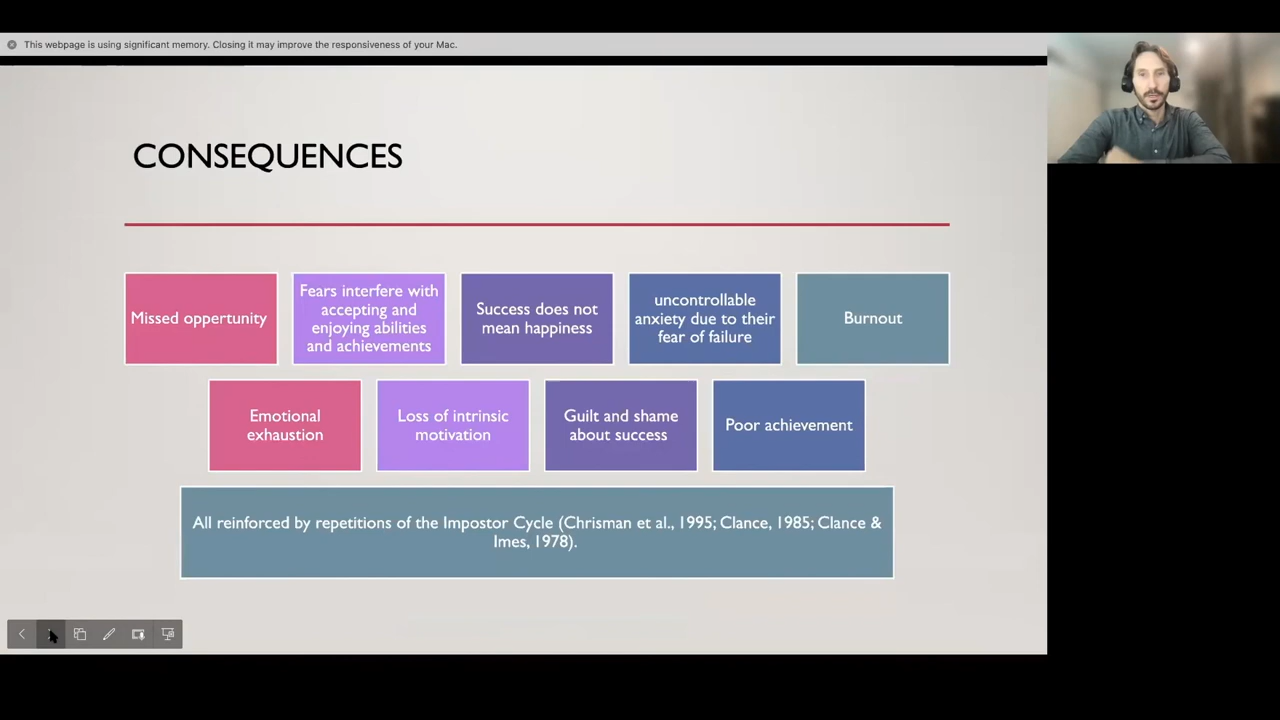 This webpage is using significant memory. Closing it may improve the responsiveness of your Mac.
CONSEQUENCES
Missed oppertunity
Fears interfere with
accepting and
enjoying abilities
and achievements
Success does not
mean happiness
uncontrollable
anxiety due to their
fear of failure
Burnout
Emotional
exhaustion
Loss of intrinsic
motivation
Guilt and shame
about success
Poor achievement
All reinforced by repetitions of the Impostor Cycle (Chrisman et al., 1995; Clance, 1985; Clance &
Imes, 1978).